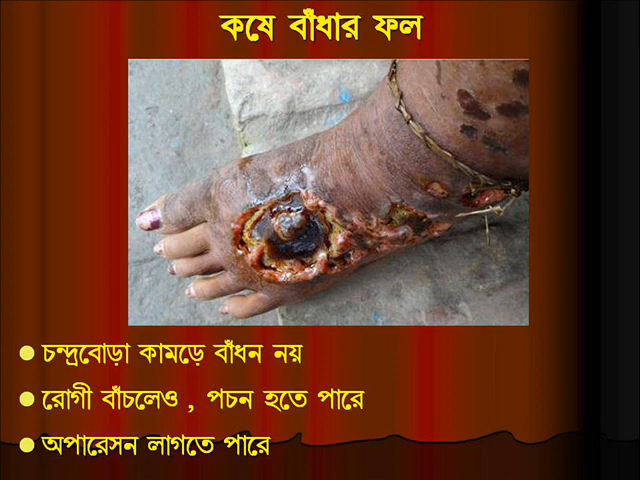 কষে বাঁধার ফল
চন্দ্রবোড়া কামড়ে বাঁধন নয়
রোগী বাঁচলেও , পচন হতে পারে
অপারেসন লাগতে পারে